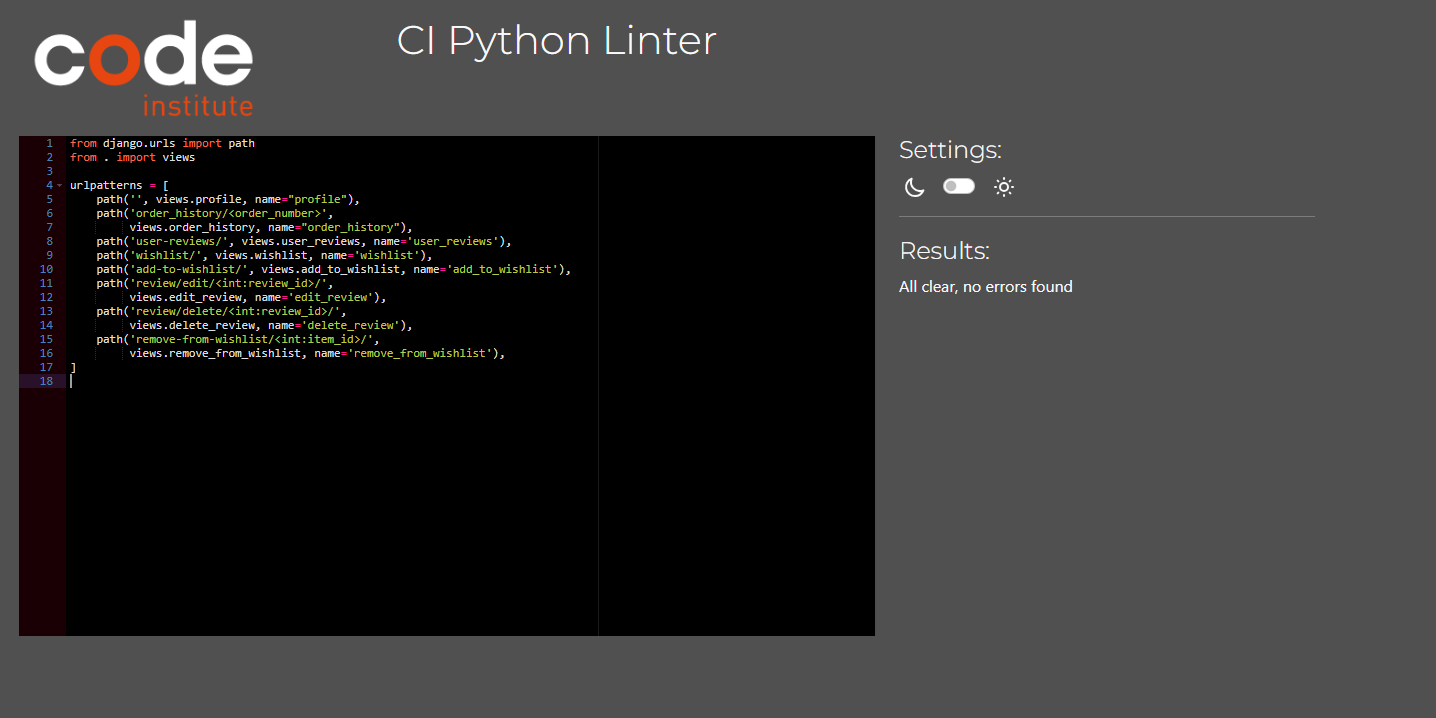 code
institute
CI Python Linter
1 from django.urls import path
2 from . import views
3
4 urlpatterns = [
5     path('', views.profile, name="profile"),
6     path('order_history/<order_number>',
7          views.order_history, name="order_history"),
8     path('user-reviews/', views.user_reviews, name='user_reviews'),
9     path('wishlist/', views.wishlist, name='wishlist'),
10     path('add-to-wishlist/', views.add_to_wishlist, name='add_to_wishlist'),
11     path('review/edit/<int:review_id>/',
12          views.edit_review, name='edit_review'),
13     path('review/delete/<int:review_id>/',
14          views.delete_review, name='delete_review'),
15     path('remove-from-wishlist/<int:item_id>/',
16          views.remove_from_wishlist, name='remove_from_wishlist'),
17 ]
18
Settings:
Results:
All clear, no errors found